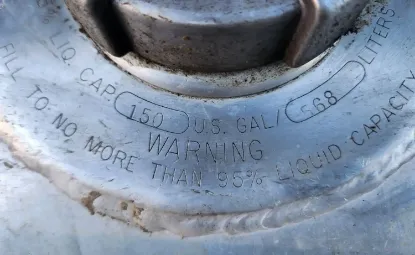 LIQ. CAP. 150 U.S. GAL/ 568 LITERS
WARNING
FILL TO NO MORE THAN 95% LIQUID CAPACITY